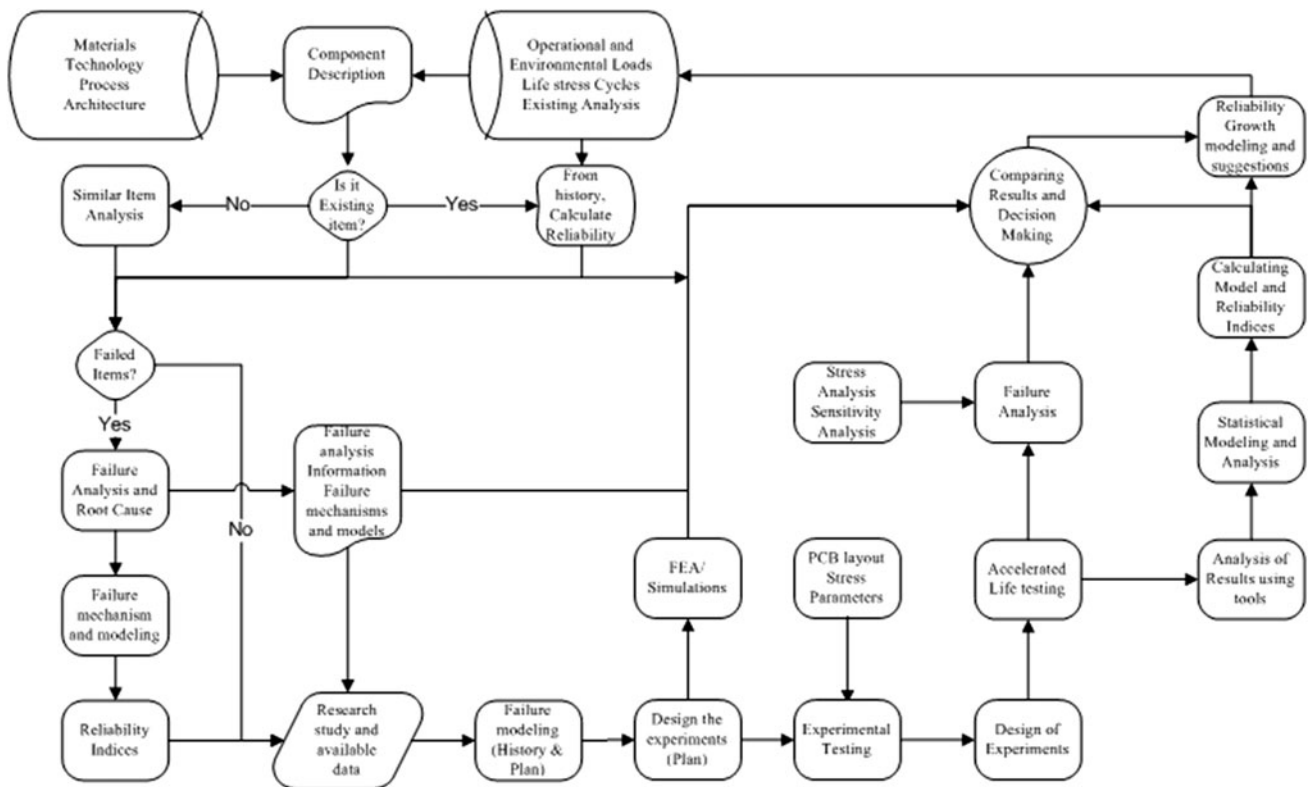 Materials
Technology
Process
Architecture
Component
Description
Operational and
Environmental Loads
Life stress Cycles
Existing Analysis
Reliability
Growth
modeling and
suggestions
Similar Item
Analysis
No
Is it
Existing
item?
Yes
From
history,
Calculate
Reliability
Comparing
Results and
Decision
Making
Calculating
Model and
Reliability
Indices
Failed
Items?
Yes
No
Stress
Analysis
Sensitivity
Analysis
Failure
Analysis
Statistical
Modeling and
Analysis
Failure
Analysis and
Root Cause
Failure
analysis
Information
Failure
mechanisms
and models
FEA/
Simulations
PCB layout
Stress
Parameters
Accelerated
Life testing
Analysis of
Results using
tools
Failure
mechanism
and modeling
Reliability
Indices
Research
study and
available
data
Failure
modeling
(History &
Plan)
Design the
experiments
(Plan)
Experimental
Testing
Design of
Experiments